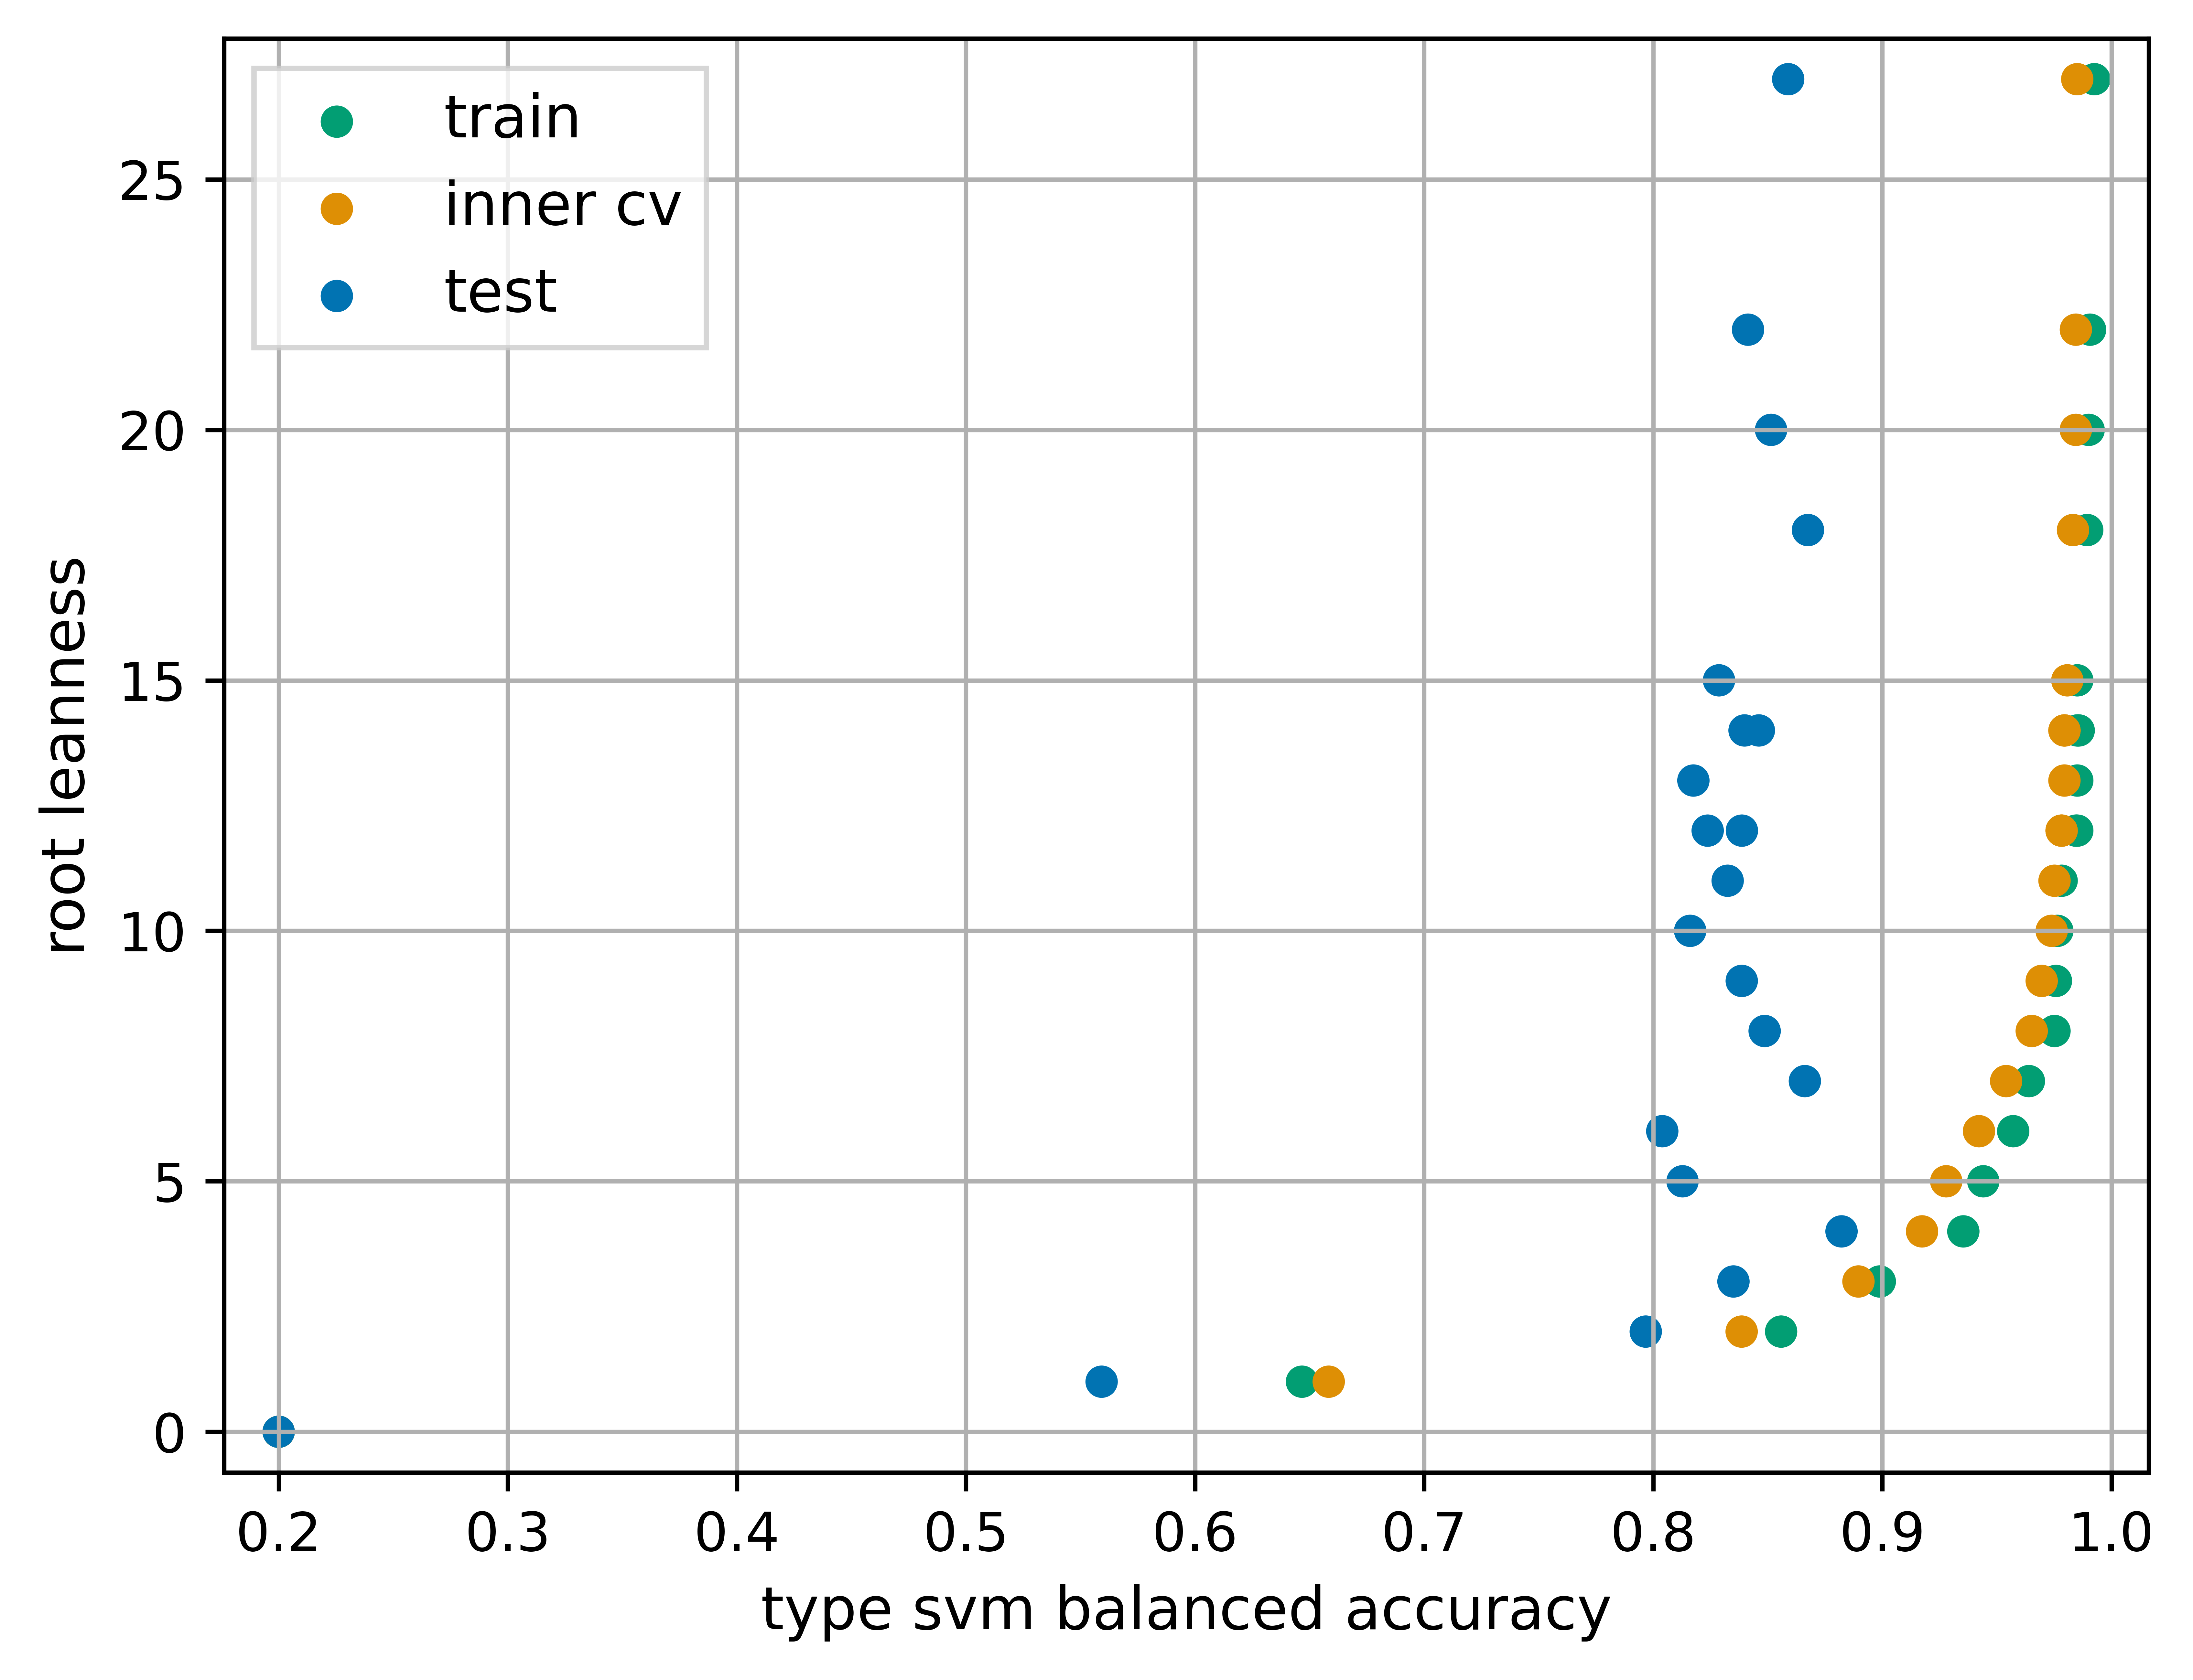 train
inner cv
test
25
20
15
10
5
0
root leanness
0.2 0.3 0.4 0.5 0.6 0.7 0.8 0.9 1.0
type svm balanced accuracy